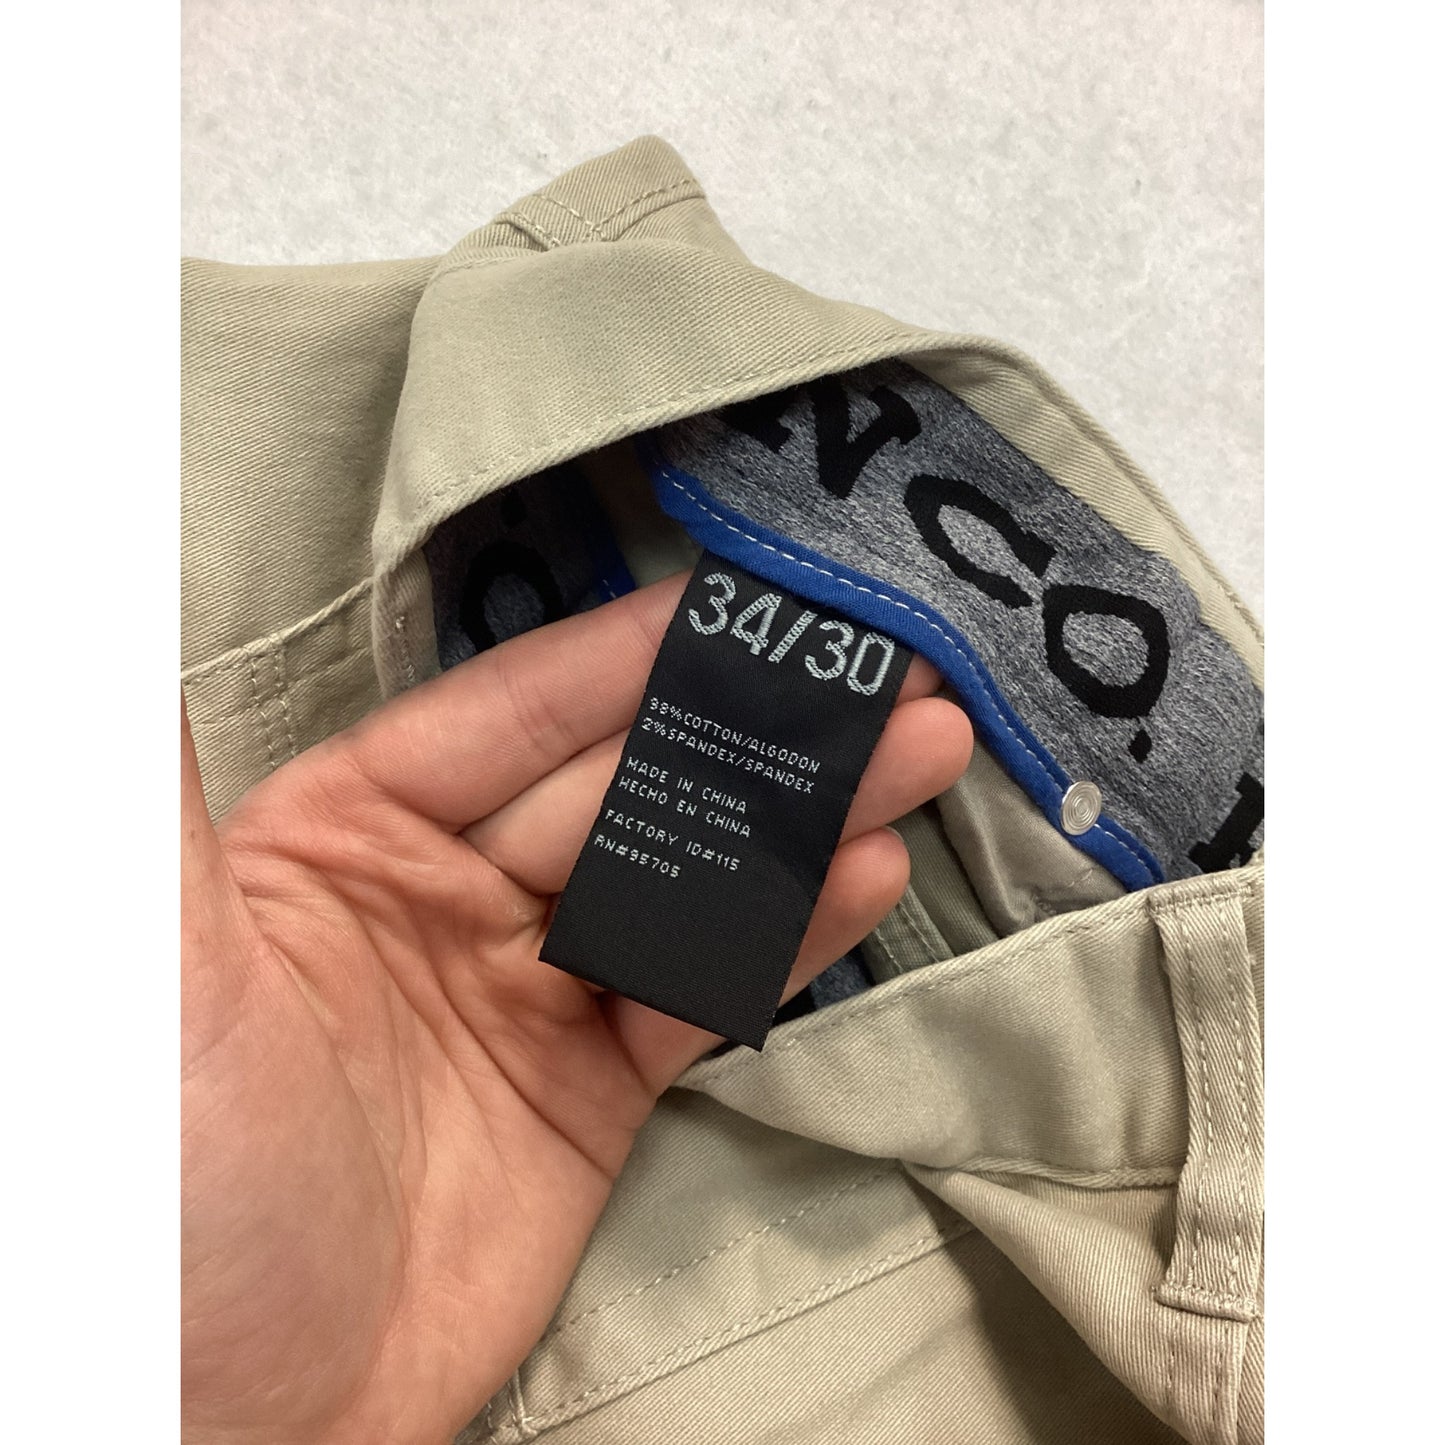 N CO.
34/30
98%COTTON/ALGODON
2%SPANDEX/SPANDEX
MADE IN CHINA
HECHO EN CHINA
FACTORY ID#115
RN#95705